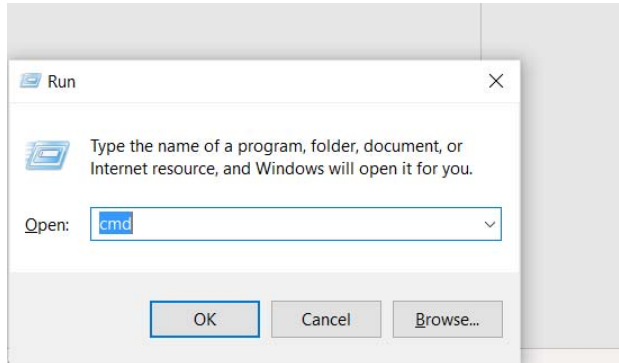 Run
Type the name of a program, folder, document, or
Internet resource, and Windows will open it for you.
Open: cmd
OK Cancel Browse...